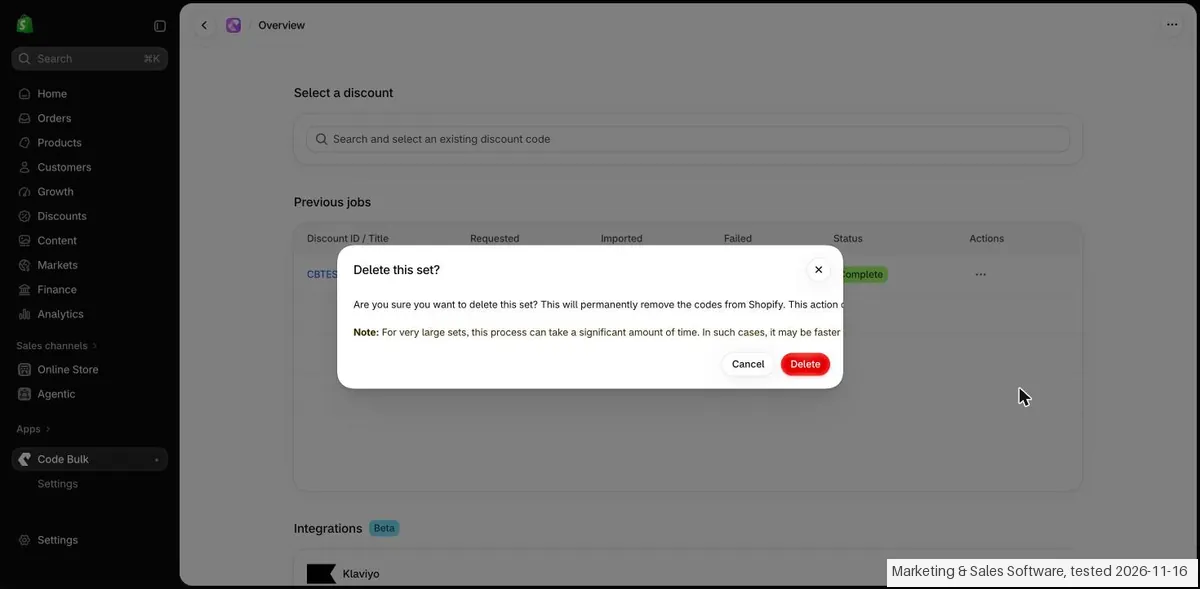 Overview
Search ⌘K
Home
Orders
Products
Customers
Growth
Discounts
Content
Markets
Finance
Analytics
Sales channels
Online Store
Agentic
Apps
Code Bulk
Settings
Settings
Select a discount
Search and select an existing discount code
Previous jobs
Discount ID / Title Requested Imported Failed Status Actions
CBTES Complete
Delete this set?
Are you sure you want to delete this set? This will permanently remove the codes from Shopify. This action
Note: For very large sets, this process can take a significant amount of time. In such cases, it may be faster
Cancel Delete
Integrations Beta
Klaviyo
Marketing & Sales Software, tested 2026-11-16